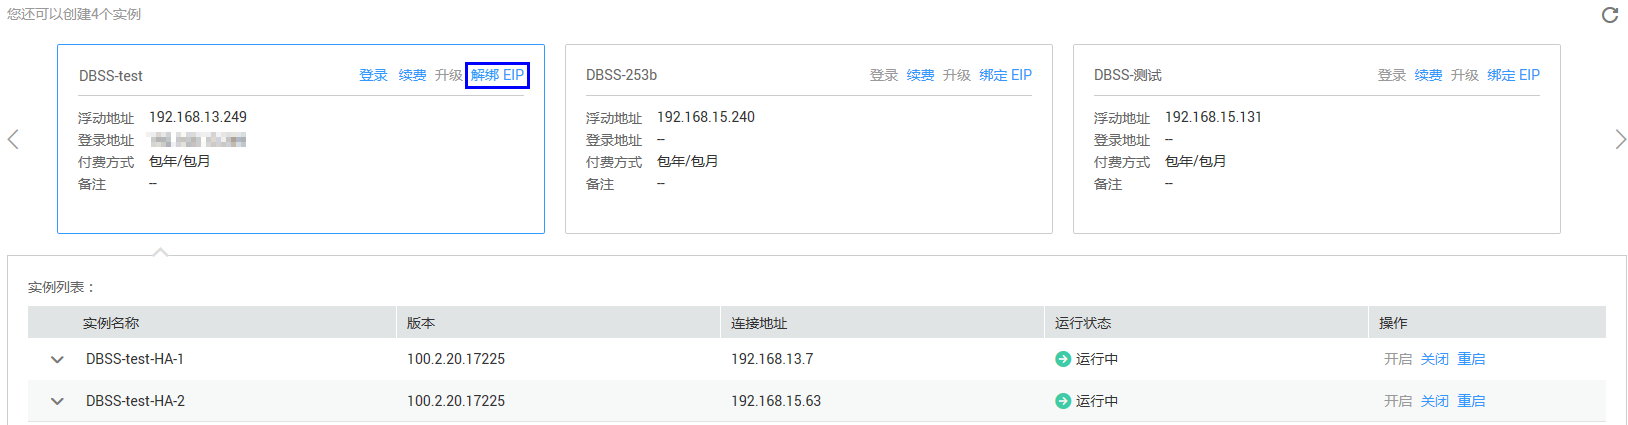 您还可以创建4个实例
DBSS-test 登录 续费 升级 解绑 EIP
浮动地址 192.168.13.249
登录地址
付费方式 包年/包月
备注 --
DBSS-253b 登录 续费 升级 绑定 EIP
浮动地址 192.168.15.240
登录地址 --
付费方式 包年/包月
备注 --
DBSS-测试 登录 续费 升级 绑定 EIP
浮动地址 192.168.15.131
登录地址 --
付费方式 包年/包月
备注 --
实例列表：
实例名称 版本 连接地址 运行状态 操作
DBSS-test-HA-1 100.2.20.17225 192.168.13.7 运行中 开启 关闭 重启
DBSS-test-HA-2 100.2.20.17225 192.168.15.63 运行中 开启 关闭 重启